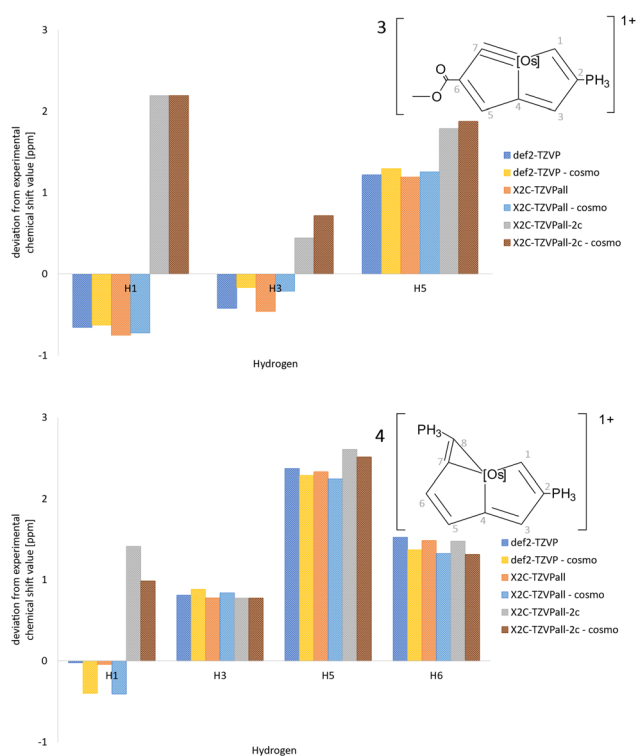 3
1+
3
2
1
0
-1
deviation from experimental
chemical shift value [ppm]
H1
H3
H5
Hydrogen
7
1
[Os]
O
O
6
2
PH3
5
4
3
def2-TZVP
def2-TZVP - cosmo
X2C-TZVPall
X2C-TZVPall - cosmo
X2C-TZVPall-2c
X2C-TZVPall-2c - cosmo
4
1+
3
2
1
0
-1
deviation from experimental
chemical shift value [ppm]
H1
H3
H5
H6
Hydrogen
PH3
8
7
1
[Os]
2
PH3
6
5
4
3
def2-TZVP
def2-TZVP - cosmo
X2C-TZVPall
X2C-TZVPall - cosmo
X2C-TZVPall-2c
X2C-TZVPall-2c - cosmo